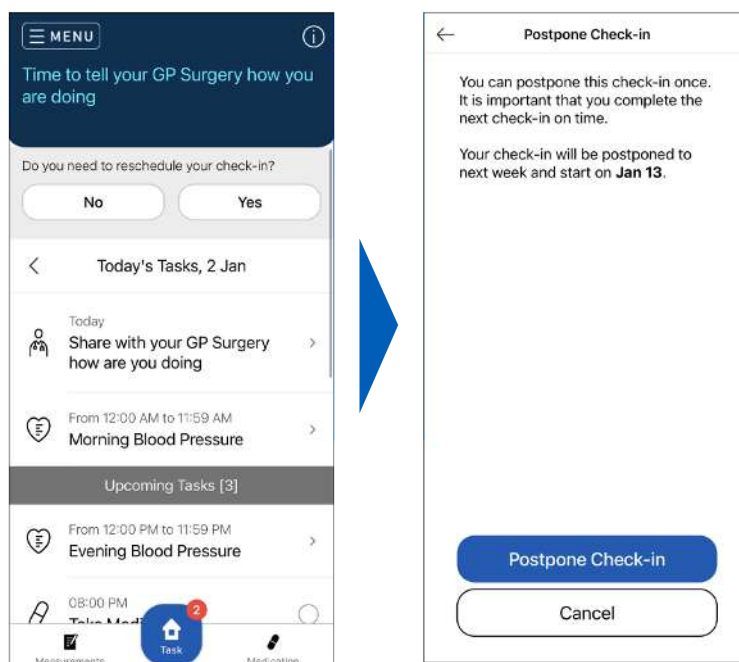 MENU
Time to tell your GP Surgery how you
are doing
Do you need to reschedule your check-in?
No
Yes
Today's Tasks, 2 Jan
Today
Share with your GP Surgery
how are you doing
From 12:00 AM to 11:59 AM
Morning Blood Pressure
Upcoming Tasks [3]
From 12:00 PM to 11:59 PM
Evening Blood Pressure
08:00 PM
2
Task
Postpone Check-in
You can postpone this check-in once.
It is important that you complete the
next check-in on time.
Your check-in will be postponed to
next week and start on Jan 13.
Postpone Check-in
Cancel